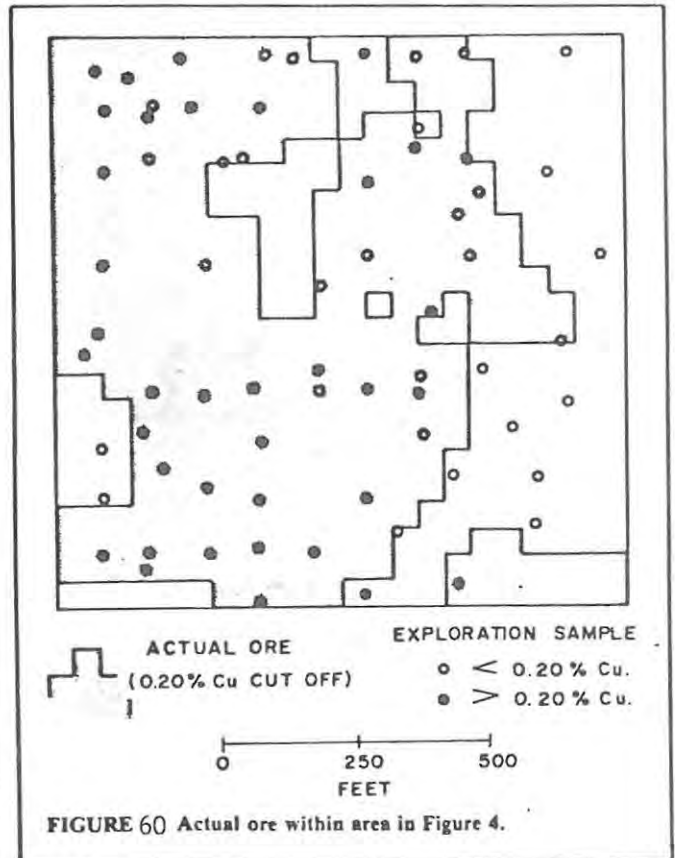 ACTUAL ORE
(0.20% Cu CUT OFF)
EXPLORATION SAMPLE
< 0.20% Cu.
> 0.20% Cu.
0 250 500
FEET
FIGURE 60 Actual ore within area in Figure 4.